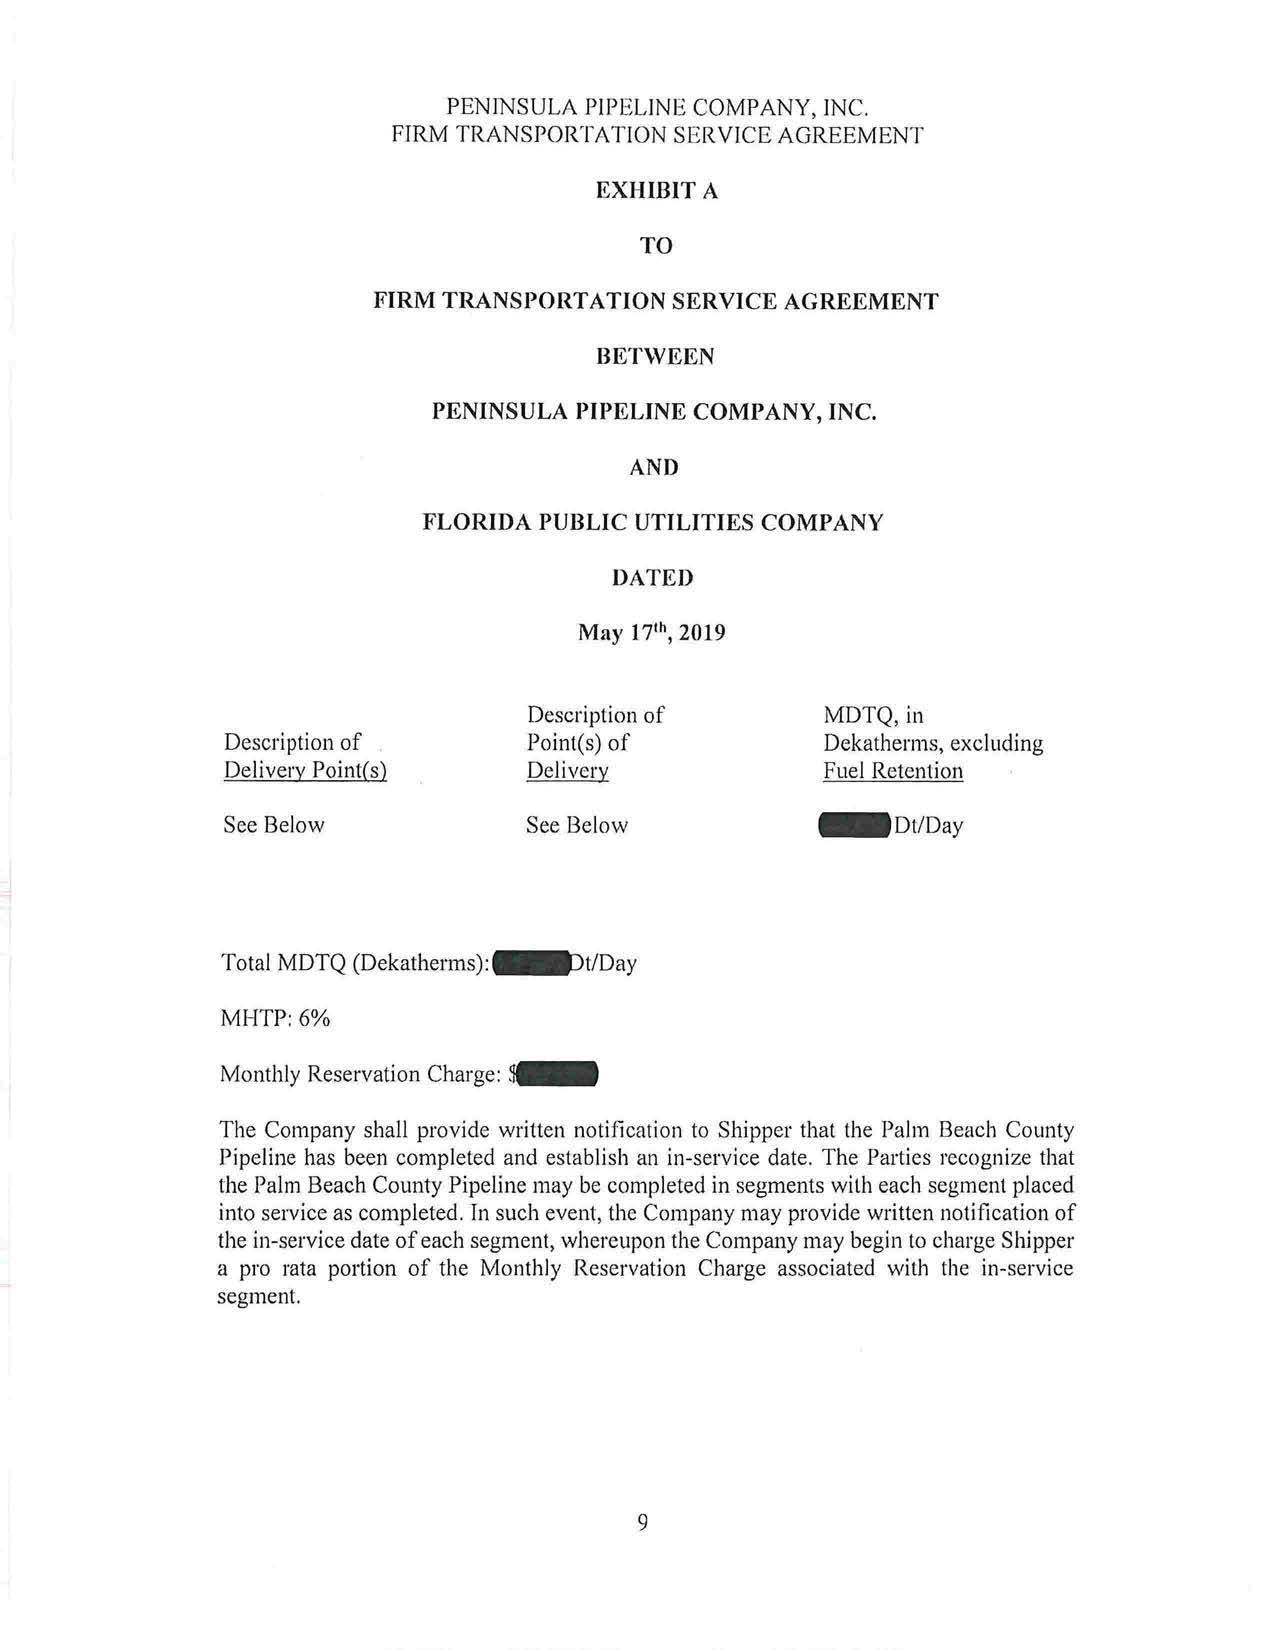 PENINSULA PIPELINE COMPANY, INC.
FIRM TRANSPORTATION SERVICE AGREEMENT
EXHIBIT A
TO
FIRM TRANSPORTATION SERVICE AGREEMENT
BETWEEN
PENINSULA PIPELINE COMPANY, INC.
AND
FLORIDA PUBLIC UTILITIES COMPANY
DATED
May 17th, 2019
Description of
Delivery Point(s)
Description of
Point(s) of
Delivery
MDTQ, in
Dekatherms, excluding
Fuel Retention
See Below
See Below
Dt/Day
Total MDTQ (Dekatherms): Dt/Day
MHTP: 6%
Monthly Reservation Charge: $
The Company shall provide written notification to Shipper that the Palm Beach County
Pipeline has been completed and establish an in-service date. The Parties recognize that
the Palm Beach County Pipeline may be completed in segments with each segment placed
into service as completed. In such event, the Company may provide written notification of
the in-service date of each segment, whereupon the Company may begin to charge Shipper
a pro rata portion of the Monthly Reservation Charge associated with the in-service
segment.
9